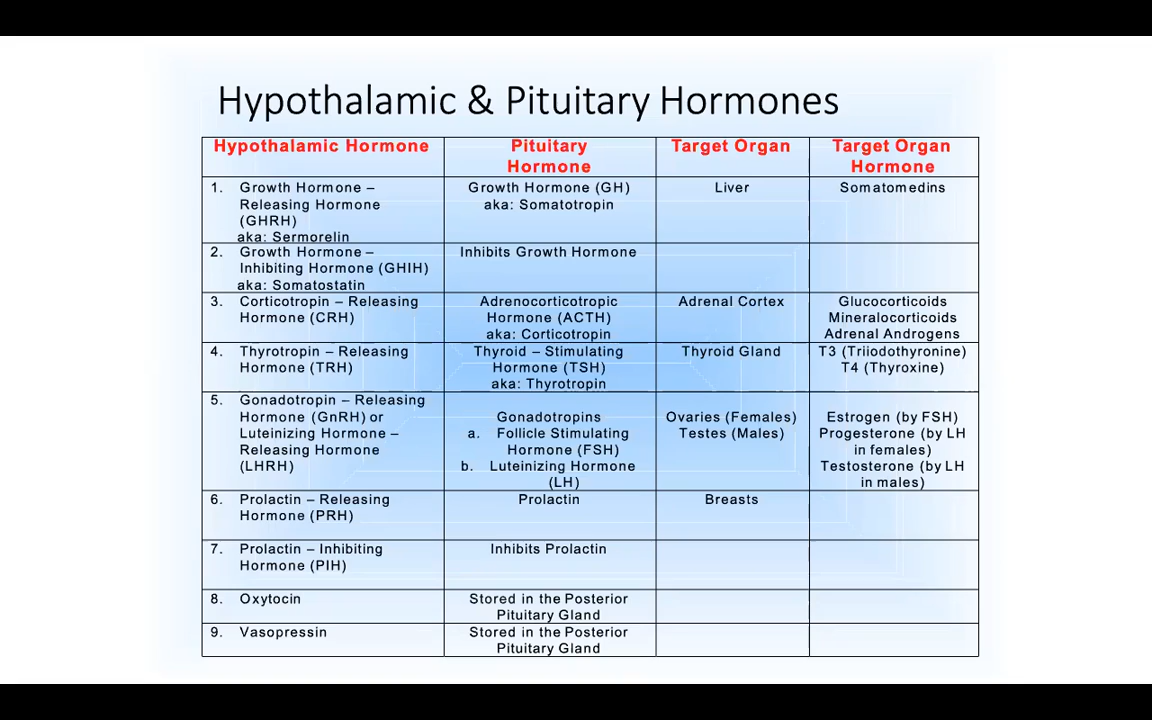 Hypothalamic & Pituitary Hormones
Hypothalamic Hormone
Pituitary
Hormone
Target Organ
Target Organ
Hormone
1. Growth Hormone –
Releasing Hormone
(GHRH)
aka: Sermorelin
Growth Hormone (GH)
aka: Somatotropin
Liver
Somatomedins
2. Growth Hormone –
Inhibiting Hormone (GHIH)
aka: Somatostatin
Inhibits Growth Hormone
3. Corticotropin – Releasing
Hormone (CRH)
Adrenocorticotropic
Hormone (ACTH)
aka: Corticotropin
Adrenal Cortex
Glucocorticoids
Mineralocorticoids
Adrenal Androgens
4. Thyrotropin – Releasing
Hormone (TRH)
Thyroid – Stimulating
Hormone (TSH)
aka: Thyrotropin
Thyroid Gland
T3 (Triiodothyronine)
T4 (Thyroxine)
5. Gonadotropin – Releasing
Hormone (GnRH) or
Luteinizing Hormone –
Releasing Hormone
(LHRH)
Gonadotropins
a. Follicle Stimulating
Hormone (FSH)
b. Luteinizing Hormone
(LH)
Ovaries (Females)
Testes (Males)
Estrogen (by FSH)
Progesterone (by LH
in females)
Testosterone (by LH
in males)
6. Prolactin – Releasing
Hormone (PRH)
Prolactin
Breasts
7. Prolactin – Inhibiting
Hormone (PIH)
Inhibits Prolactin
8. Oxytocin
Stored in the Posterior
Pituitary Gland
9. Vasopressin
Stored in the Posterior
Pituitary Gland